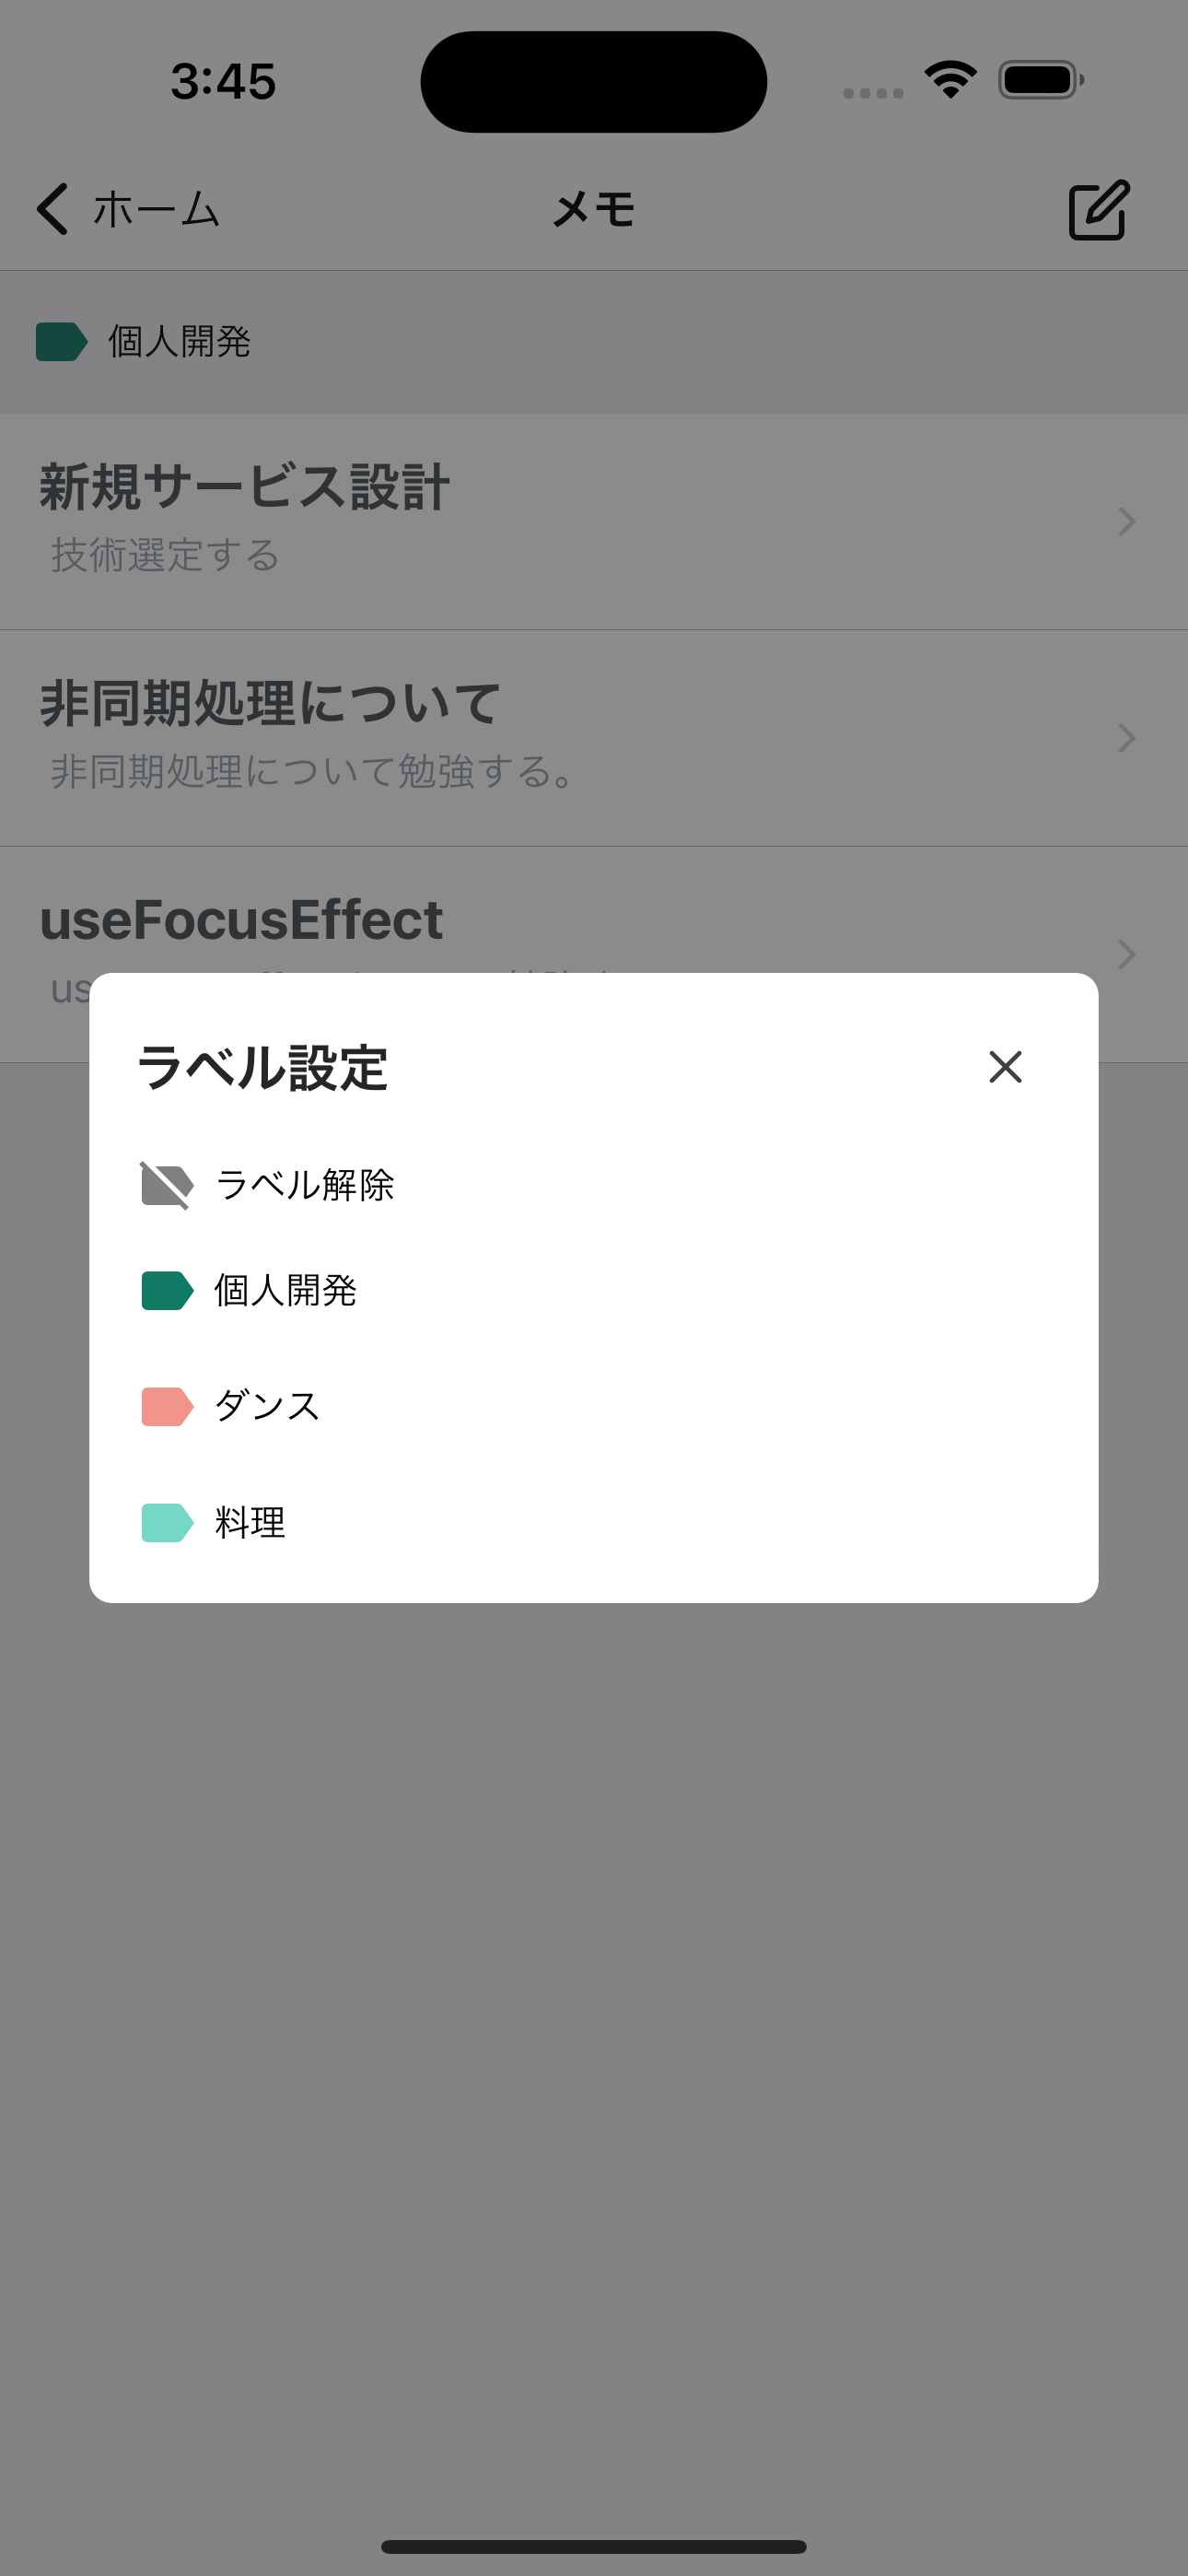 3:45
ホーム
メモ
個人開発
新規サービス設計
技術選定する
非同期処理について
非同期処理について勉強する。
useFocusEffect
ラベル設定
ラベル解除
個人開発
ダンス
料理